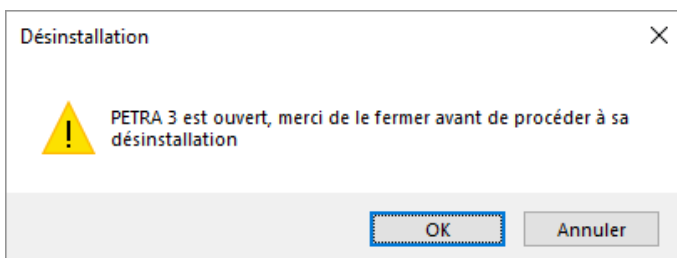 Désinstallation
PETRA 3 est ouvert, merci de le fermer avant de procéder à sa
désinstallation
OK
Annuler